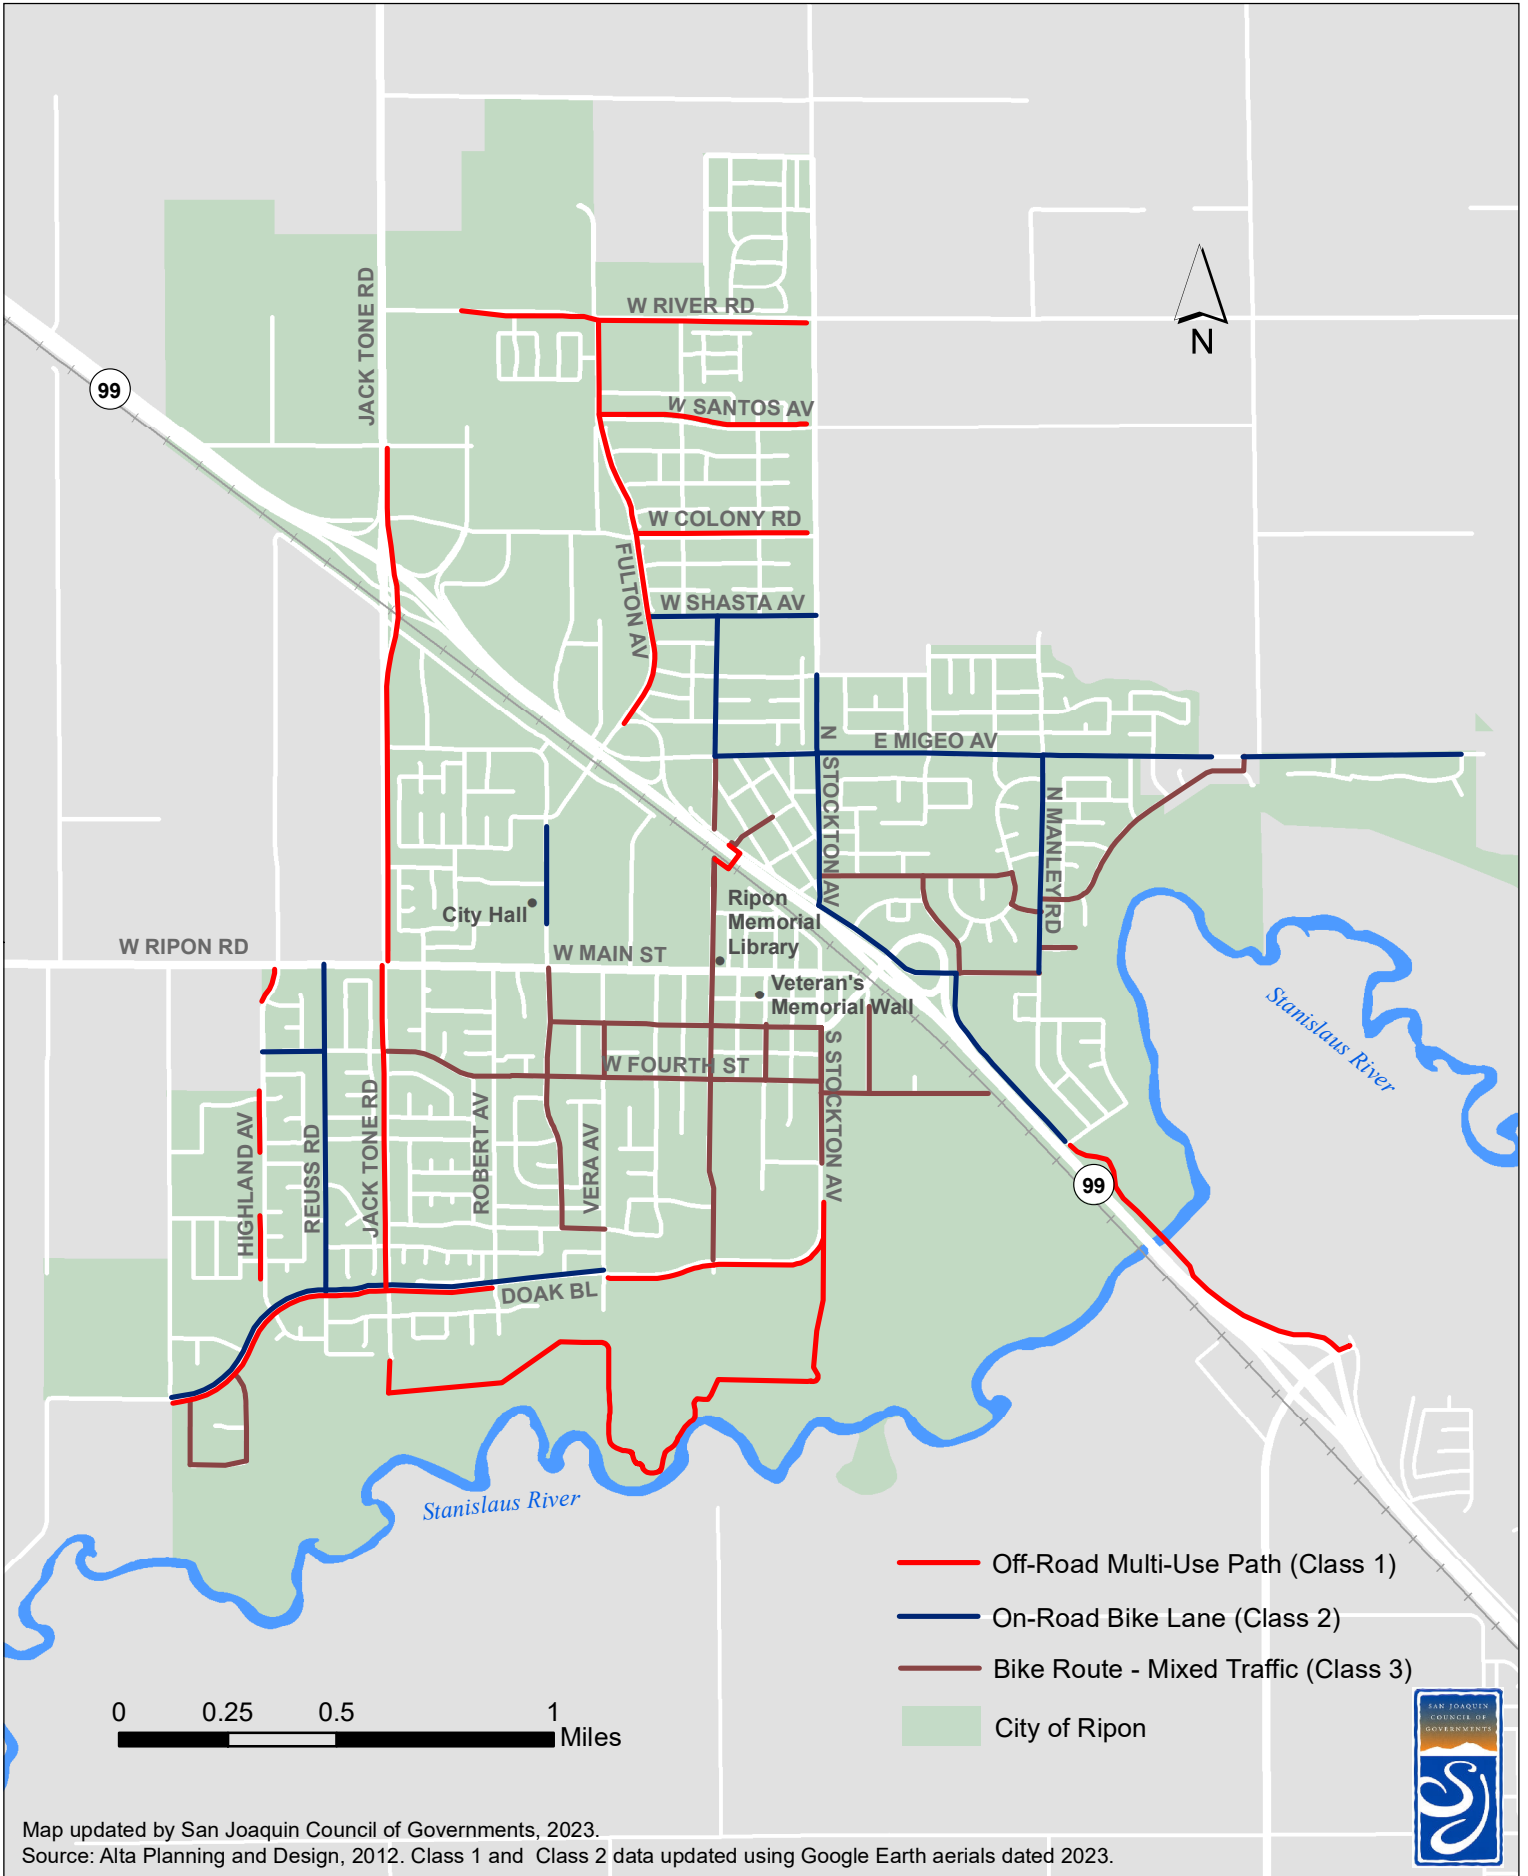 W RIVER RD
JACK TONE RD
N
99
W SANTOS AV
W COLONY RD
FULTON AV
W SHASTA AV
N STOCKTON AV
E MIGEO AV
N MANLEY RD
City Hall
Ripon
Memorial
Library
W RIPON RD
W MAIN ST
Veteran's
Memorial Wall
Stanislaus River
W FOURTH ST
S STOCKTON AV
HIGHLAND AV
REUSS RD
JACK TONE RD
ROBERT AV
VERA AV
99
DOAK BL
Stanislaus River
Off-Road Multi-Use Path (Class 1)
On-Road Bike Lane (Class 2)
Bike Route - Mixed Traffic (Class 3)
City of Ripon
0 0.25 0.5 1
Miles
SAN JOAQUIN
COUNCIL OF
GOVERNMENTS
Map updated by San Joaquin Council of Governments, 2023.
Source: Alta Planning and Design, 2012. Class 1 and  Class 2 data updated using Google Earth aerials dated 2023.